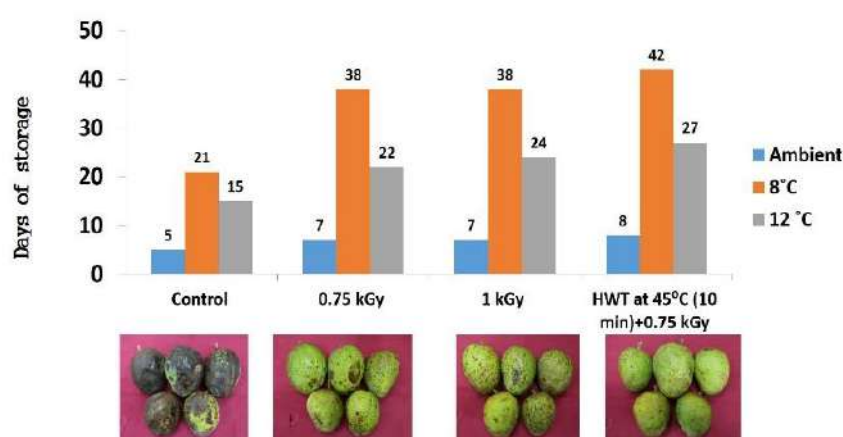 50
40
30
20
10
0
Days of storage
5
21
15
7
38
22
7
38
24
8
42
27
Ambient
8°C
12 °C
Control
0.75 kGy
1 kGy
HWT at 45⁰C (10
min)+0.75 kGy